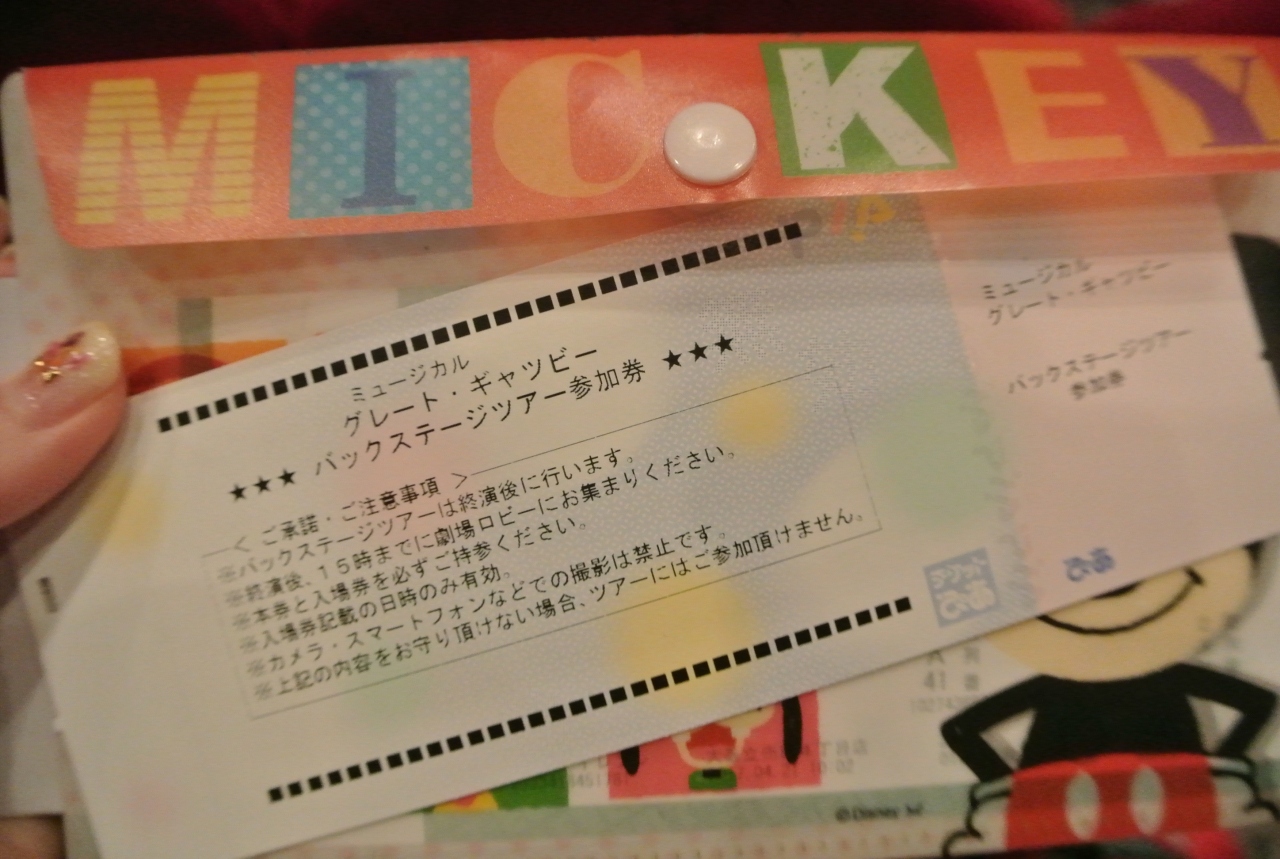 MICKEY
ミュージカル
グレート・ギャツビー
★★★ バックステージツアー参加券 ★★★
＜ ご承諾・ご注意事項 ＞
※バックステージツアーは終演後に行います。
※終演後、15時までに劇場ロビーにお集まりください。
※本券と入場券を必ずご持参ください。
※入場券記載の日時のみ有効。
※カメラ・スマートフォンなどでの撮影は禁止です。
※上記の内容をお守り頂けない場合、ツアーにはご参加頂けません。
ミュージカル
グレート・ギャツビー
バックステージツアー
参加券
41 番
©Disney